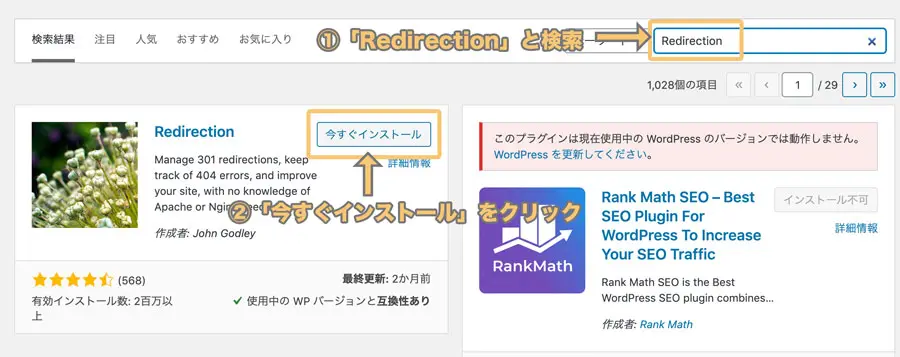 検索結果 注目 人気 おすすめ お気に入り
①「Redirection」と検索
Redirection
1,028個の項目 « ‹ 1 / 29 › »
Redirection
今すぐインストール
詳細情報
Manage 301 redirections, keep
track of 404 errors, and improve
your site, with no knowledge of
Apache or
②「今すぐインストール」をクリック
作成者: John Godley
(568)
有効インストール数: 2百万以
上
最終更新: 2か月前
使用中の WP バージョンと互換性あり
このプラグインは現在使用中の WordPress のバージョンでは動作しません。
WordPress を更新してください。
RankMath
Rank Math SEO – Best
SEO Plugin For
WordPress To Increase
Your SEO Traffic
インストール不可
詳細情報
Rank Math SEO is the Best
WordPress SEO plugin combines...
作成者: Rank Math